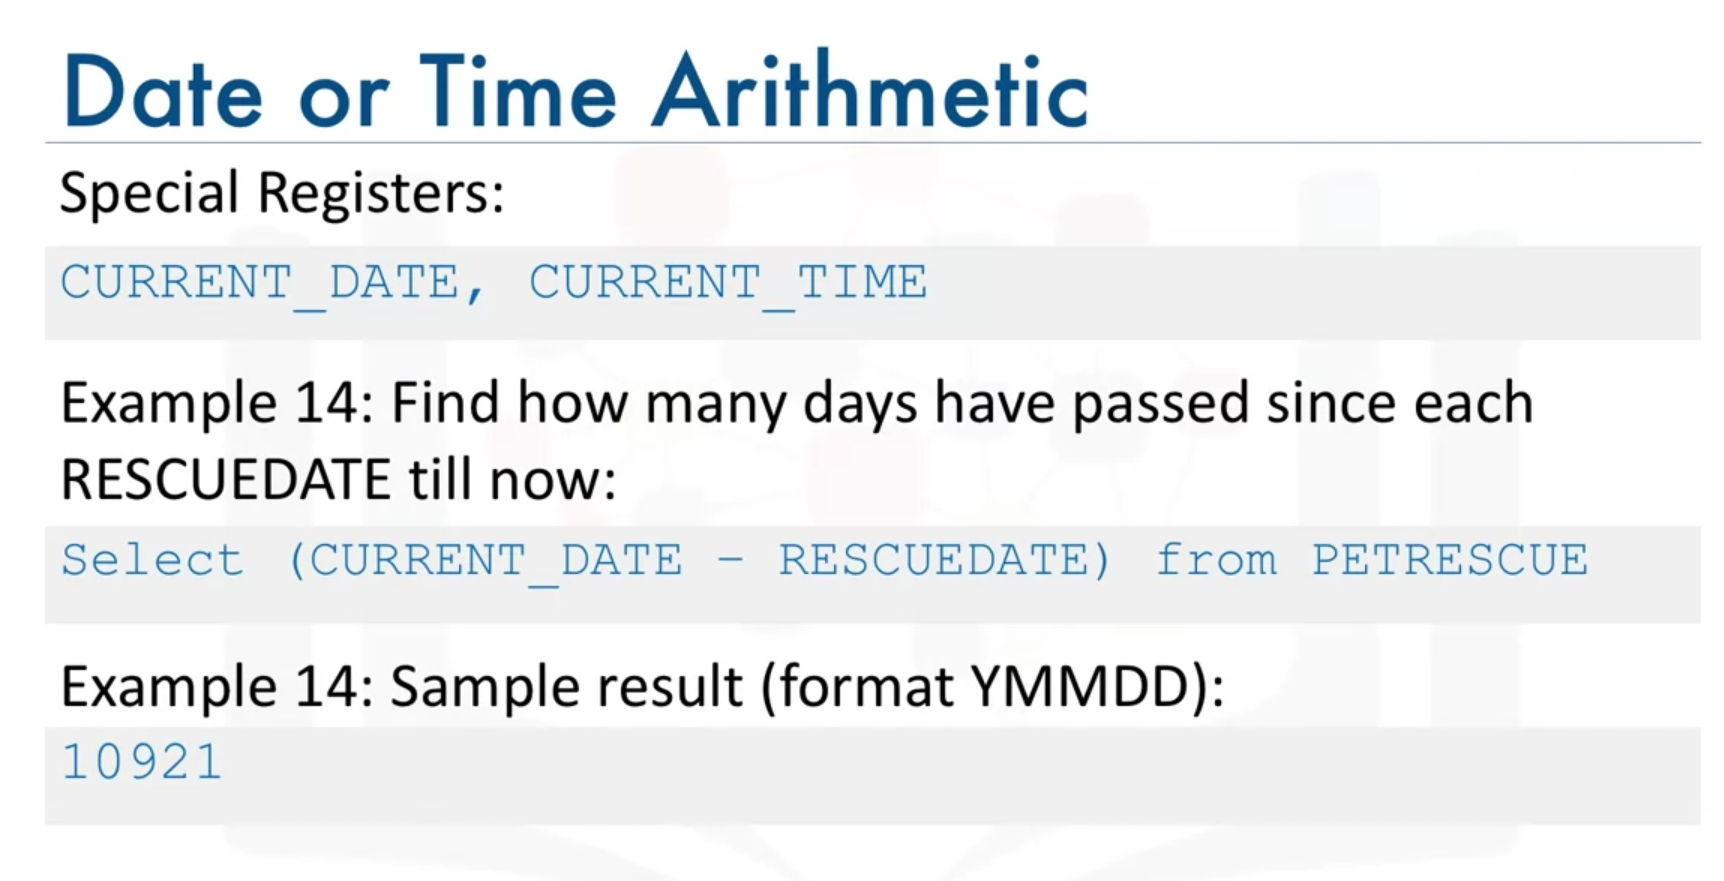 Date or Time Arithmetic
Special Registers:
CURRENT_DATE, CURRENT_TIME
Example 14: Find how many days have passed since each
RESCUEDATE till now:
Select (CURRENT_DATE – RESCUEDATE) from PETRESCUE
Example 14: Sample result (format YMMDD):
10921